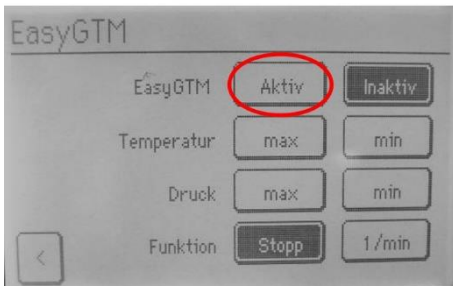 EasyGTM
EasyGTM Aktiv Inaktiv
Temperatur max min
Druck max min
< Funktion Stopp 1/min